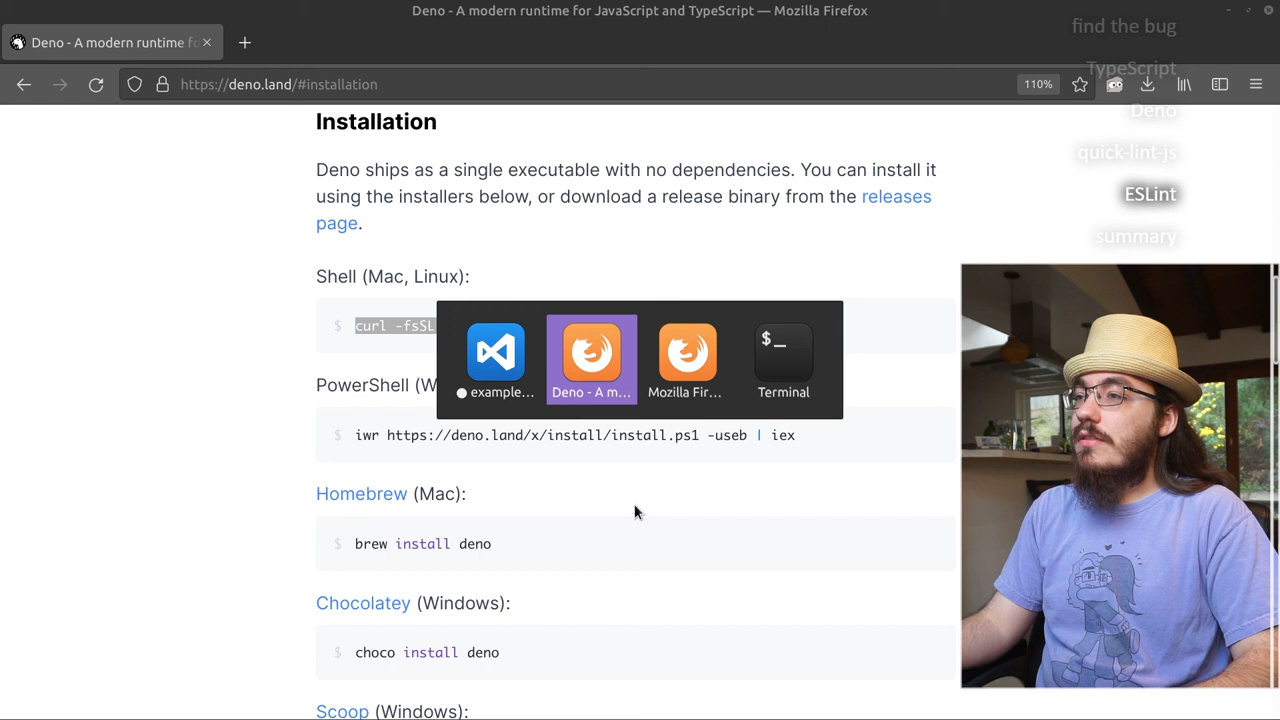 Deno - A modern runtime for JavaScript and TypeScript — Mozilla Firefox
Deno - A modern runtime fo
https://deno.land/#installation
110%
find the bug
TypeScript
Deno
quick-lint-js
ESLint
summary
Installation
Deno ships as a single executable with no dependencies. You can install it
using the installers below, or download a release binary from the releases
page.
Shell (Mac, Linux):
$ curl -fsSL
example...
Deno - A m...
Mozilla Fir...
$_
Terminal
PowerShell (W
$ iwr https://deno.land/x/install/install.ps1 -useb | iex
Homebrew (Mac):
$ brew install deno
Chocolatey (Windows):
$ choco install deno
Scoop (Windows):